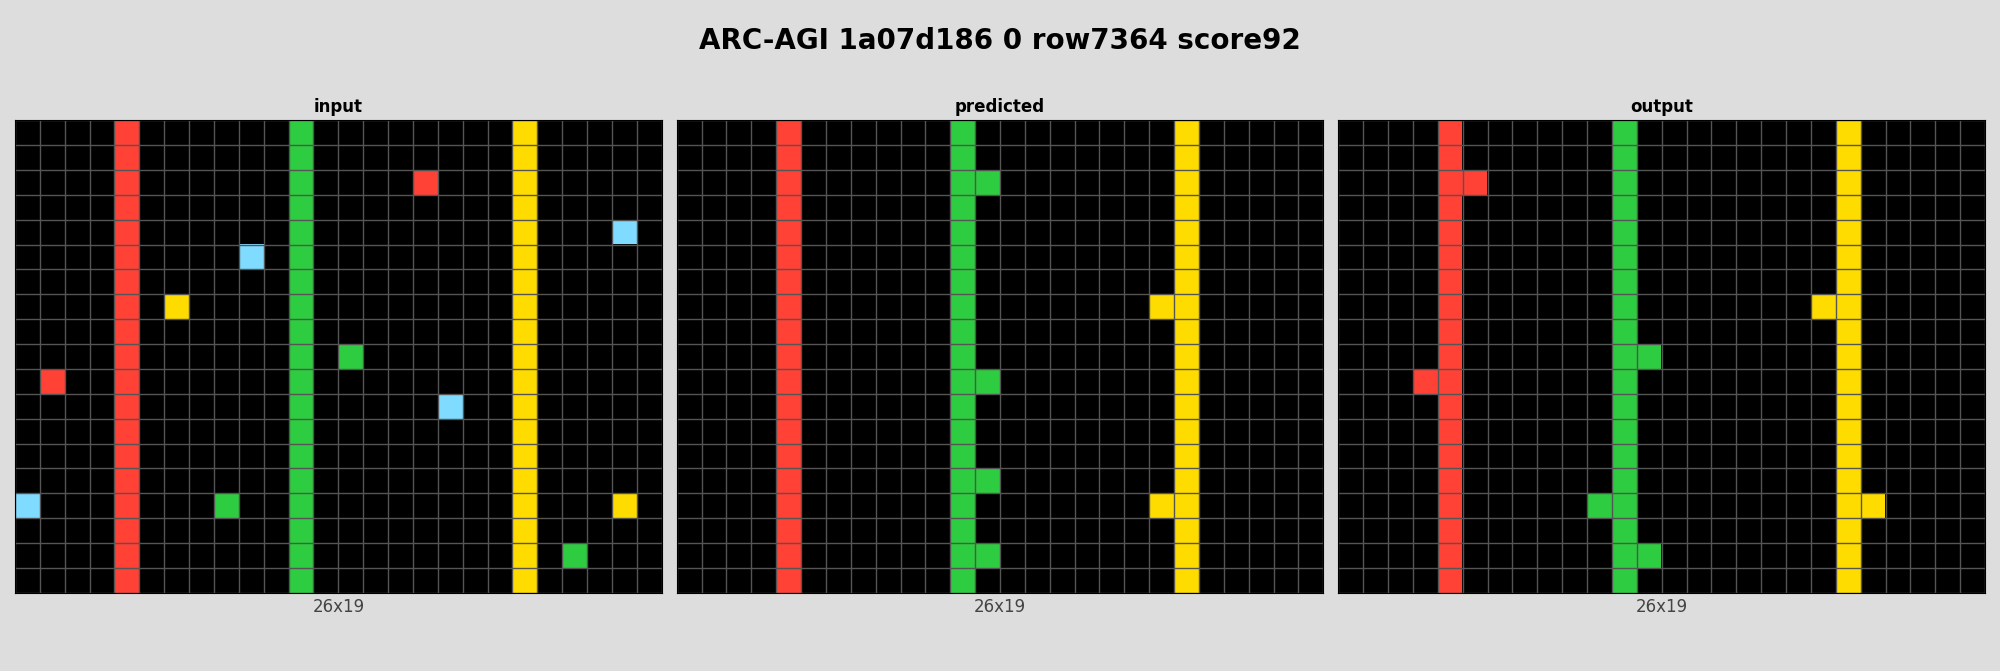 ARC-AGI 1a07d186 0 row7364 score92
input
predicted
output
26x19
26x19
26x19